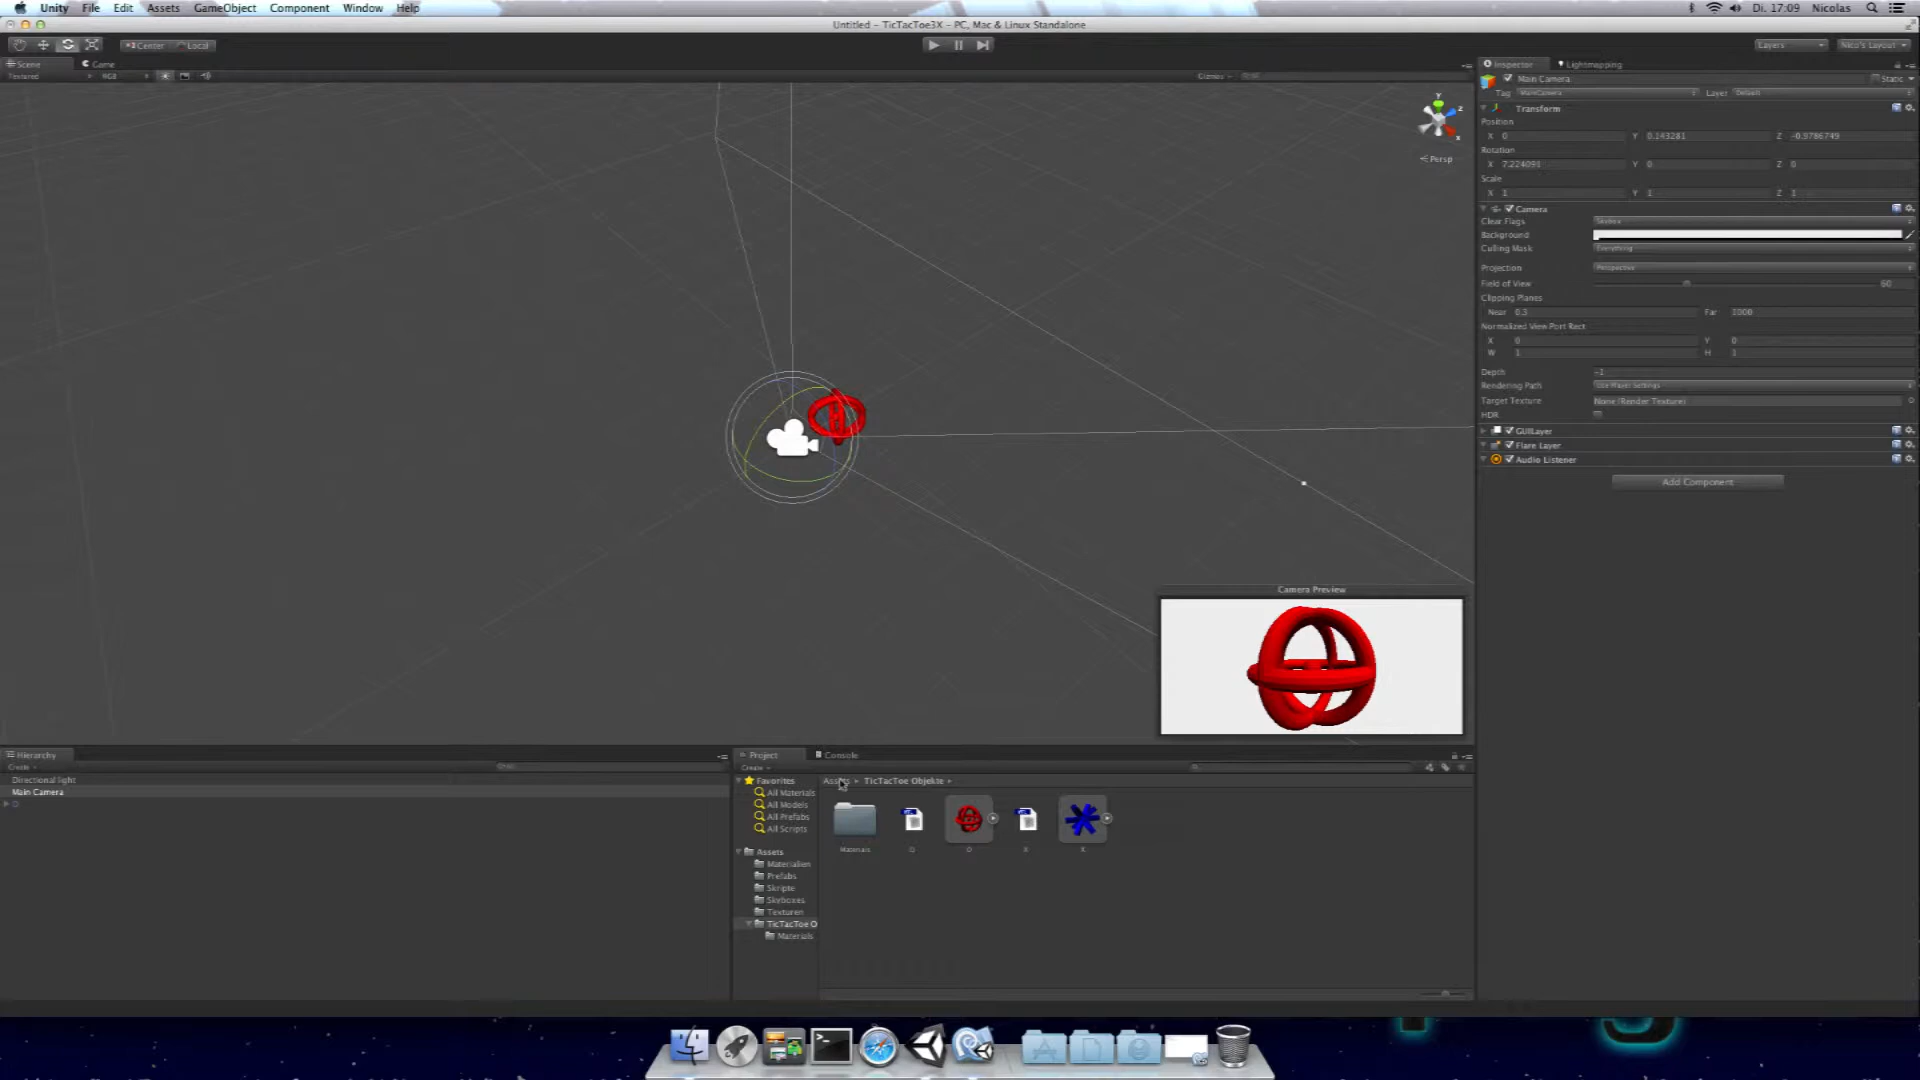 Unity File Edit Assets GameObject Component Window Help
Di. 17:09 Nicolas
Untitled – TicTacToe3X – PC, Mac & Linux Standalone
Center Local
Layers Nico's Layout
Scene Game
Textured RGB
Gizmos
Y
Z
X
Persp
Inspector Lightmapping
Main Camera Static
Tag MainCamera Layer Default
Transform
Position
X 0 Y 0.143281 Z -0.9786749
Rotation
X 7.224091 Y 0 Z 0
Scale
X 1 Y 1 Z 1
Camera
Clear Flags Skybox
Background
Culling Mask Everything
Projection Perspective
Field of View 60
Clipping Planes
Near 0.3 Far 1000
Normalized View Port Rect
X 0 Y 0
W 1 H 1
Depth -1
Rendering Path Use Player Settings
Target Texture None (Render Texture)
HDR
GUILayer
Flare Layer
Audio Listener
Add Component
Camera Preview
Hierarchy
Create
Directional light
Main Camera
O
Project Console
Create
Favorites
All Materials
All Models
All Prefabs
All Scripts
Assets
Materialien
Prefabs
Skripte
Skyboxes
Texturen
TicTacToe O
Materials
Assets TicTacToe Objekte
Materials O O X X